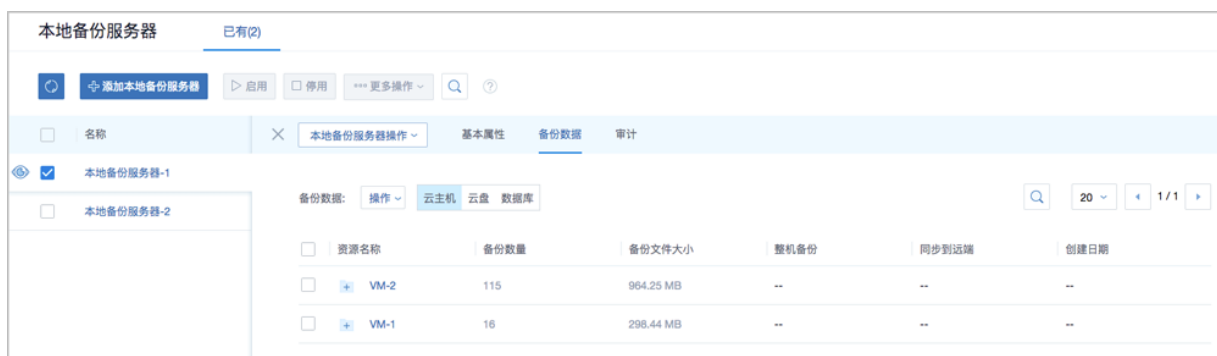 本地备份服务器 已有(2)
添加本地备份服务器 启用 停用 更多操作 ?
名称 本地备份服务器操作 基本属性 备份数据 审计
本地备份服务器-1
本地备份服务器-2
备份数据: 操作 云主机 云盘 数据库 20 1 / 1
资源名称 备份数量 备份文件大小 整机备份 同步到远端 创建日期
VM-2 115 964.25 MB -- -- --
VM-1 16 298.44 MB -- -- --